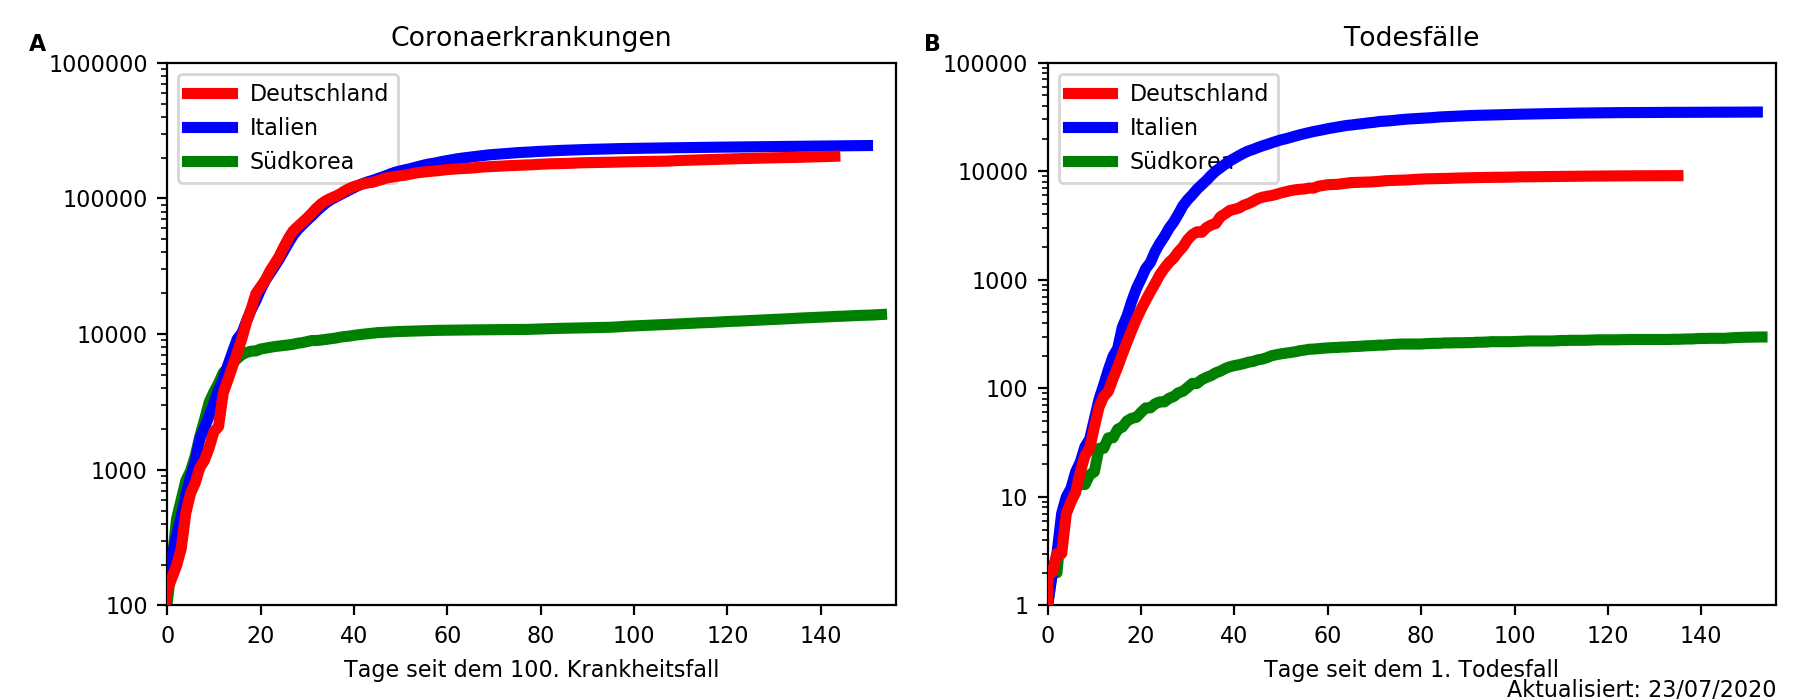 A
Coronaerkrankungen
1000000
100000
10000
1000
100
Deutschland
Italien
Südkorea
0 20 40 60 80 100 120 140
Tage seit dem 100. Krankheitsfall
B
Todesfälle
100000
10000
1000
100
10
1
Deutschland
Italien
Südkorea
0 20 40 60 80 100 120 140
Tage seit dem 1. Todesfall
Aktualisiert: 23/07/2020